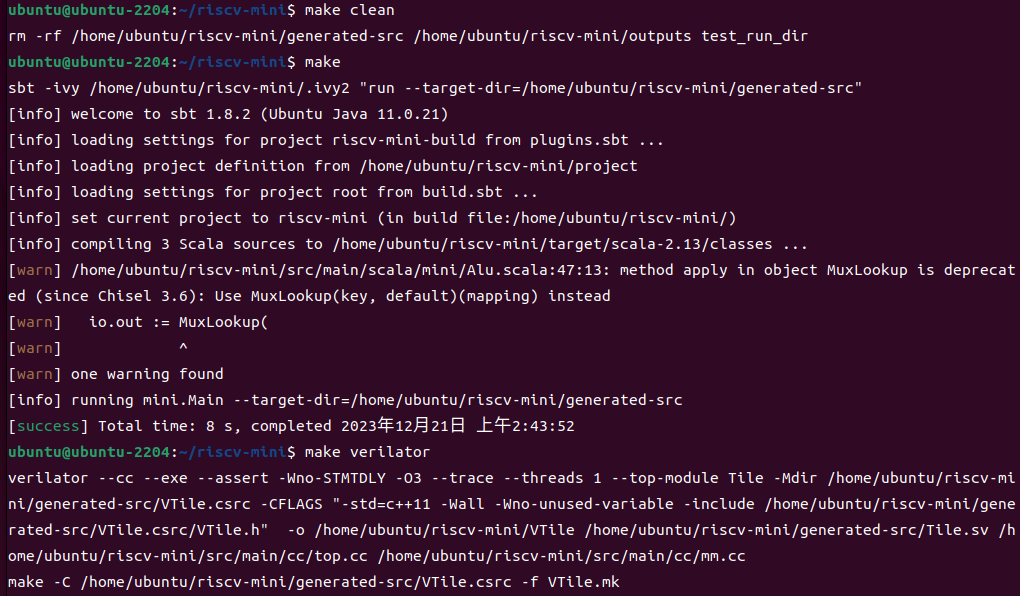 ubuntu@ubuntu-2204:~/riscv-mini$ make clean
rm -rf /home/ubuntu/riscv-mini/generated-src /home/ubuntu/riscv-mini/outputs test_run_dir
ubuntu@ubuntu-2204:~/riscv-mini$ make
sbt -ivy /home/ubuntu/riscv-mini/.ivy2 "run --target-dir=/home/ubuntu/riscv-mini/generated-src"
[info] welcome to sbt 1.8.2 (Ubuntu Java 11.0.21)
[info] loading settings for project riscv-mini-build from plugins.sbt ...
[info] loading project definition from /home/ubuntu/riscv-mini/project
[info] loading settings for project root from build.sbt ...
[info] set current project to riscv-mini (in build file:/home/ubuntu/riscv-mini/)
[info] compiling 3 Scala sources to /home/ubuntu/riscv-mini/target/scala-2.13/classes ...
[warn] /home/ubuntu/riscv-mini/src/main/scala/mini/Alu.scala:47:13: method apply in object MuxLookup is deprecat
ed (since Chisel 3.6): Use MuxLookup(key, default)(mapping) instead
[warn]   io.out := MuxLookup(
[warn]             ^
[warn] one warning found
[info] running mini.Main --target-dir=/home/ubuntu/riscv-mini/generated-src
[success] Total time: 8 s, completed 2023年12月21日 上午2:43:52
ubuntu@ubuntu-2204:~/riscv-mini$ make verilator
verilator --cc --exe --assert -Wno-STMTDLY -O3 --trace --threads 1 --top-module Tile -Mdir /home/ubuntu/riscv-mi
ni/generated-src/VTile.csrc -CFLAGS "-std=c++11 -Wall -Wno-unused-variable -include /home/ubuntu/riscv-mini/gene
rated-src/VTile.csrc/VTile.h"  -o /home/ubuntu/riscv-mini/VTile /home/ubuntu/riscv-mini/generated-src/Tile.sv /h
ome/ubuntu/riscv-mini/src/main/cc/top.cc /home/ubuntu/riscv-mini/src/main/cc/mm.cc
make -C /home/ubuntu/riscv-mini/generated-src/VTile.csrc -f VTile.mk